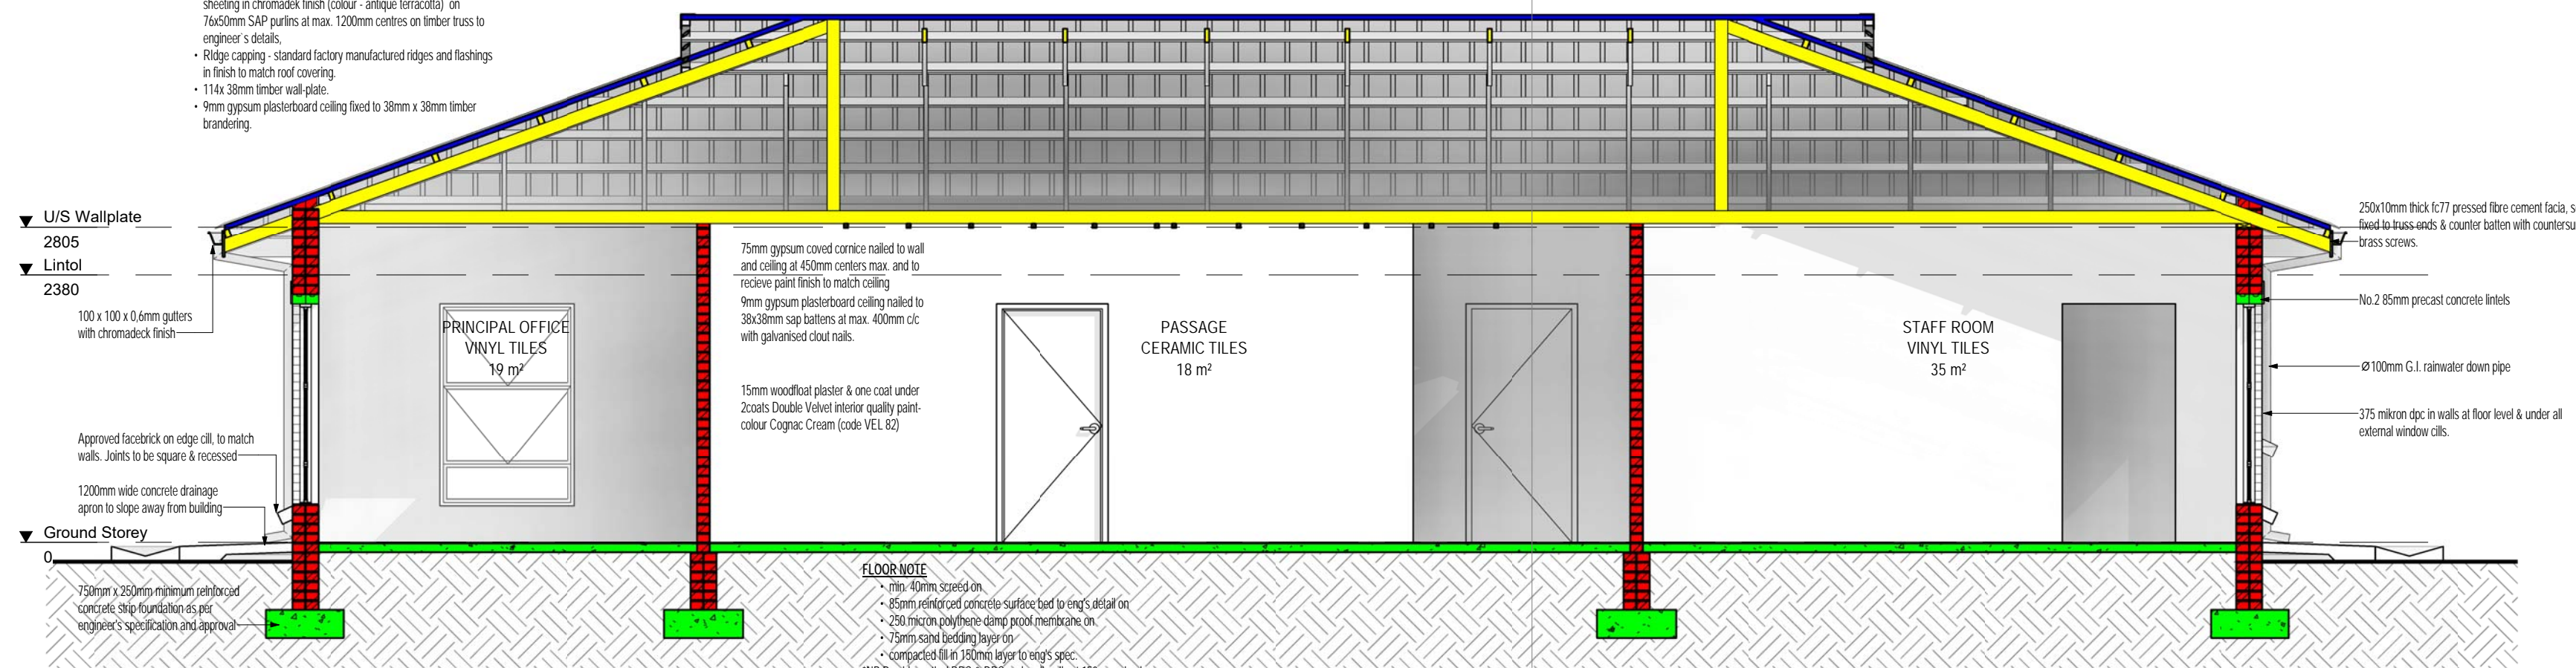 sheeting in chromadek finish (colour - antique terracotta) on
76x50mm SAP purlins at max. 1200mm centres on timber truss to
engineer`s details,
• RIdge capping - standard factory manufactured ridges and flashings
in finish to match roof covering.
• 114x 38mm timber wall-plate.
• 9mm gypsum plasterboard ceiling fixed to 38mm x 38mm timber
brandering.
U/S Wallplate
2805
Lintol
2380
100 x 100 x 0,6mm gutters
with chromadeck finish
Approved facebrick on edge cill, to match
walls. Joints to be square & recessed
1200mm wide concrete drainage
apron to slope away from building
Ground Storey
0
750mm x 250mm minimum reinforced
concrete strip foundation as per
engineer's specification and approval
PRINCIPAL OFFICE
VINYL TILES
19 m²
75mm gypsum coved cornice nailed to wall
and ceiling at 450mm centers max. and to
recieve paint finish to match ceiling
9mm gypsum plasterboard ceiling nailed to
38x38mm sap battens at max. 400mm c/c
with galvanised clout nails.
15mm woodfloat plaster & one coat under
2coats Double Velvet interior quality paint-
colour Cognac Cream (code VEL 82)
PASSAGE
CERAMIC TILES
18 m²
STAFF ROOM
VINYL TILES
35 m²
250x10mm thick fc77 pressed fibre cement facia, s
fixed to truss ends & counter batten with countersu
brass screws.
No.2 85mm precast concrete lintels
Ø100mm G.I. rainwater down pipe
375 mikron dpc in walls at floor level & under all
external window cills.
FLOOR NOTE
• min. 40mm screed on
• 85mm reinforced concrete surface bed to eng's detail on
• 250 micron polythene damp proof membrane on
• 75mm sand bedding layer on
• compacted fill in 150mm layer to eng's spec.